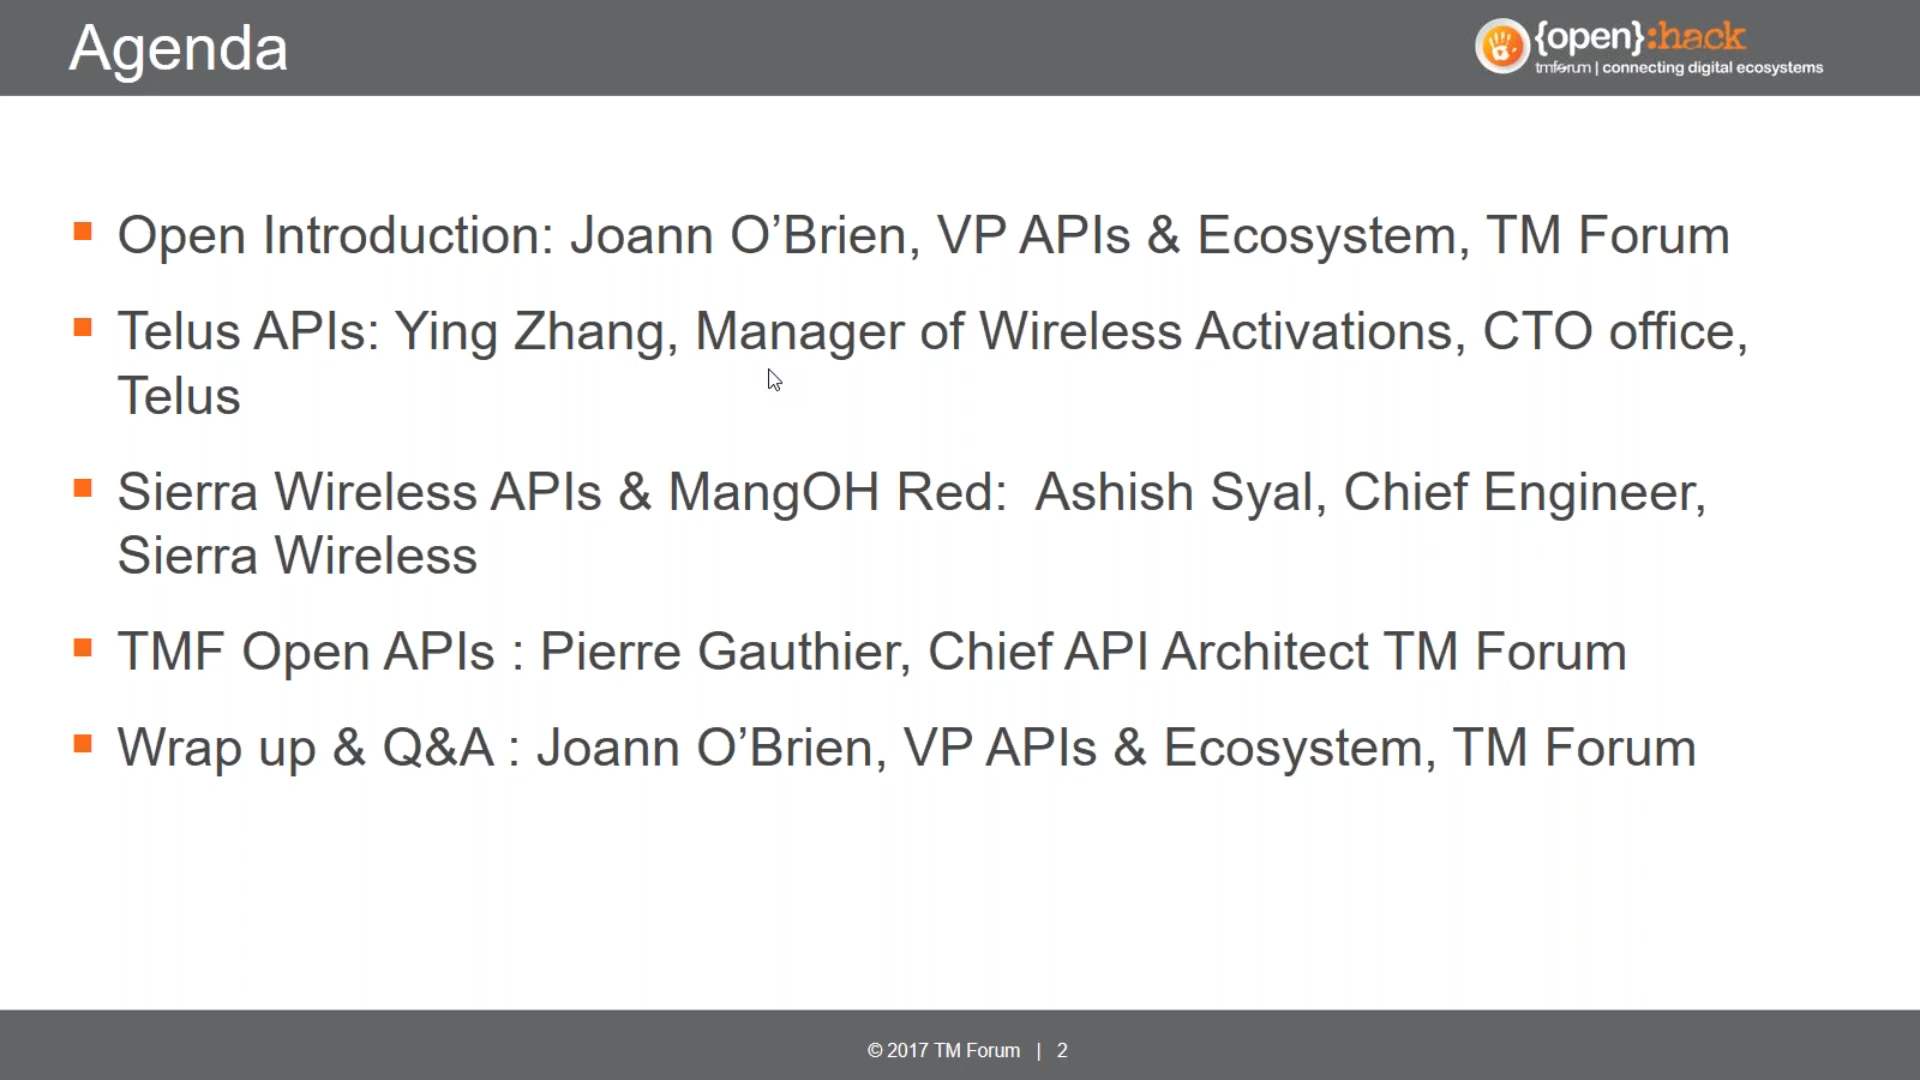 Agenda
{open}:hack
tmforum | connecting digital ecosystems
Open Introduction: Joann O’Brien, VP APIs & Ecosystem, TM Forum
Telus APIs: Ying Zhang, Manager of Wireless Activations, CTO office,
Telus
Sierra Wireless APIs & MangOH Red:  Ashish Syal, Chief Engineer,
Sierra Wireless
TMF Open APIs : Pierre Gauthier, Chief API Architect TM Forum
Wrap up & Q&A : Joann O’Brien, VP APIs & Ecosystem, TM Forum
© 2017 TM Forum | 2